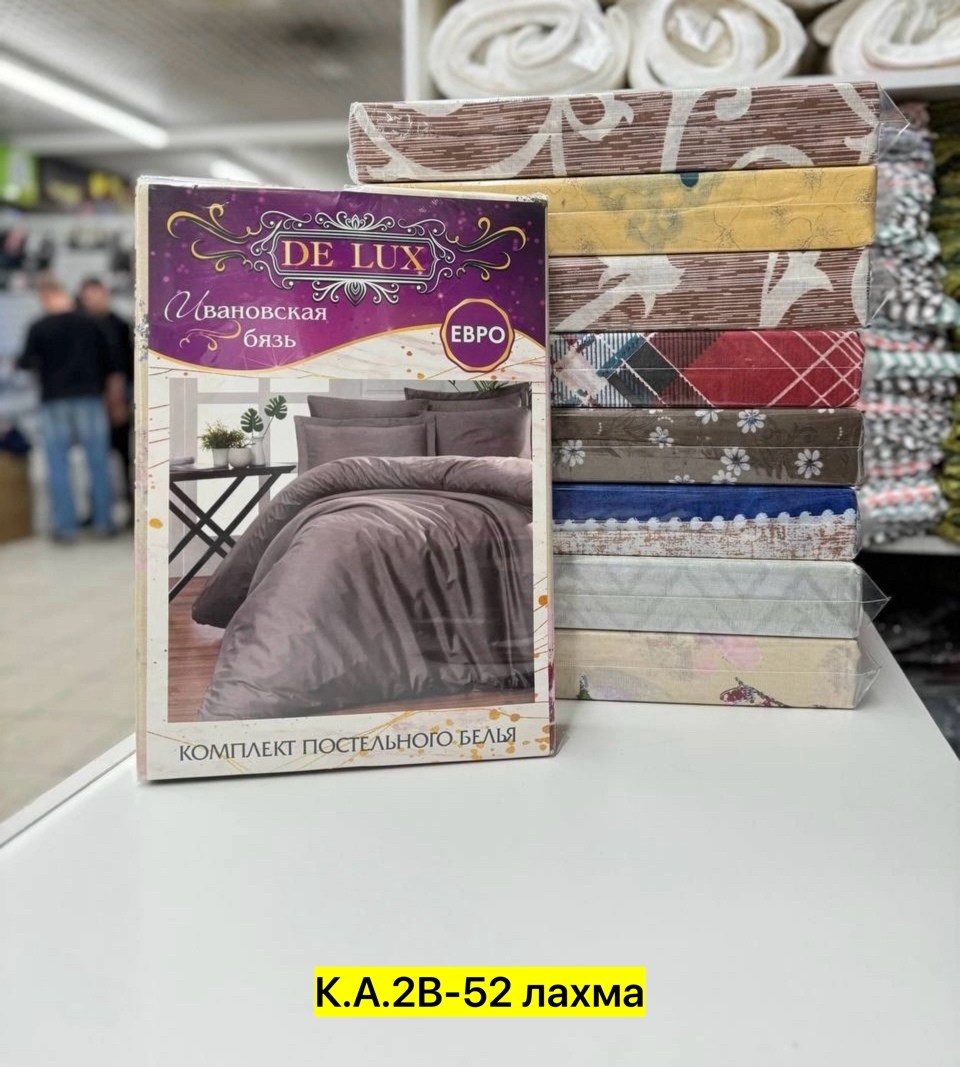 DE LUX
Ивановская
бязь
ЕВРО
КОМПЛЕКТ ПОСТЕЛЬНОГО БЕЛЬЯ
К.А.2В-52 лахма